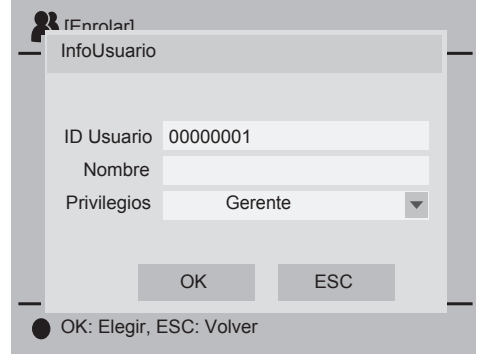 [Enrolar]
InfoUsuario
ID Usuario 00000001
Nombre
Privilegios Gerente
OK ESC
OK: Elegir, ESC: Volver